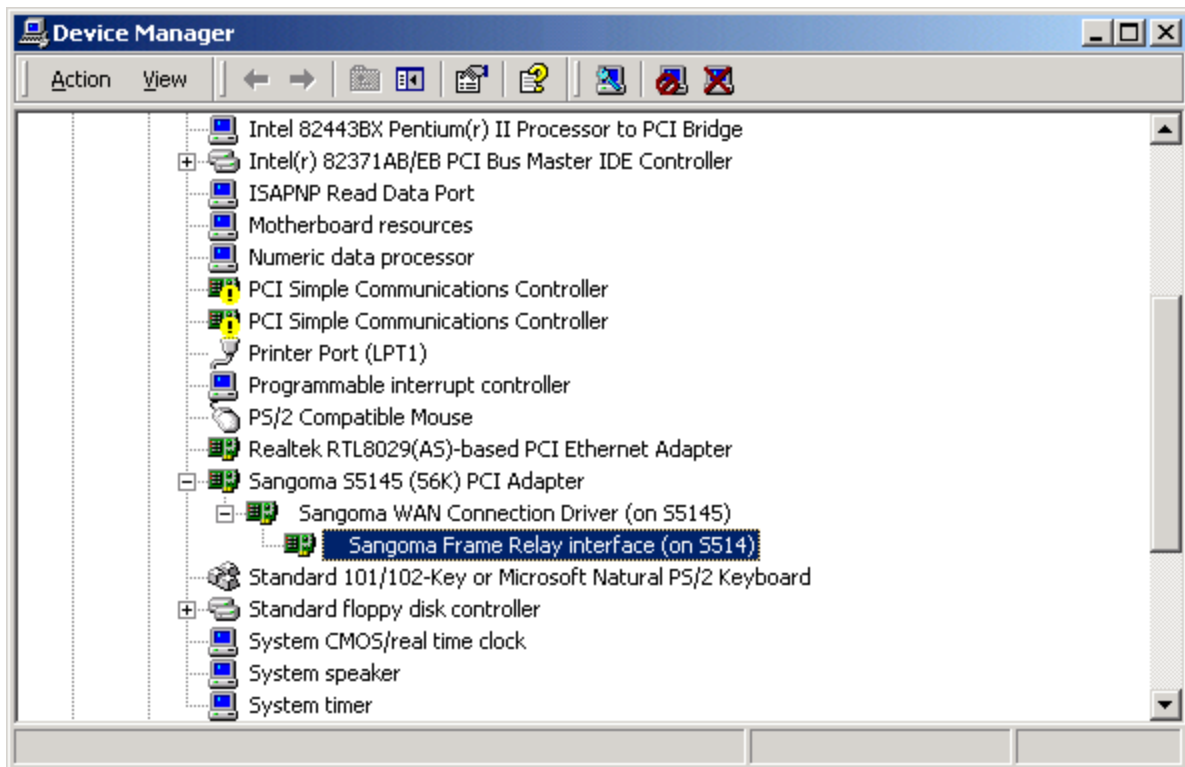 Device Manager
Action View
Intel 82443BX Pentium(r) II Processor to PCI Bridge
Intel(r) 82371AB/EB PCI Bus Master IDE Controller
ISAPNP Read Data Port
Motherboard resources
Numeric data processor
PCI Simple Communications Controller
PCI Simple Communications Controller
Printer Port (LPT1)
Programmable interrupt controller
PS/2 Compatible Mouse
Realtek RTL8029(AS)-based PCI Ethernet Adapter
Sangoma S5145 (56K) PCI Adapter
Sangoma WAN Connection Driver (on S5145)
Sangoma Frame Relay interface (on S514)
Standard 101/102-Key or Microsoft Natural PS/2 Keyboard
Standard floppy disk controller
System CMOS/real time clock
System speaker
System timer